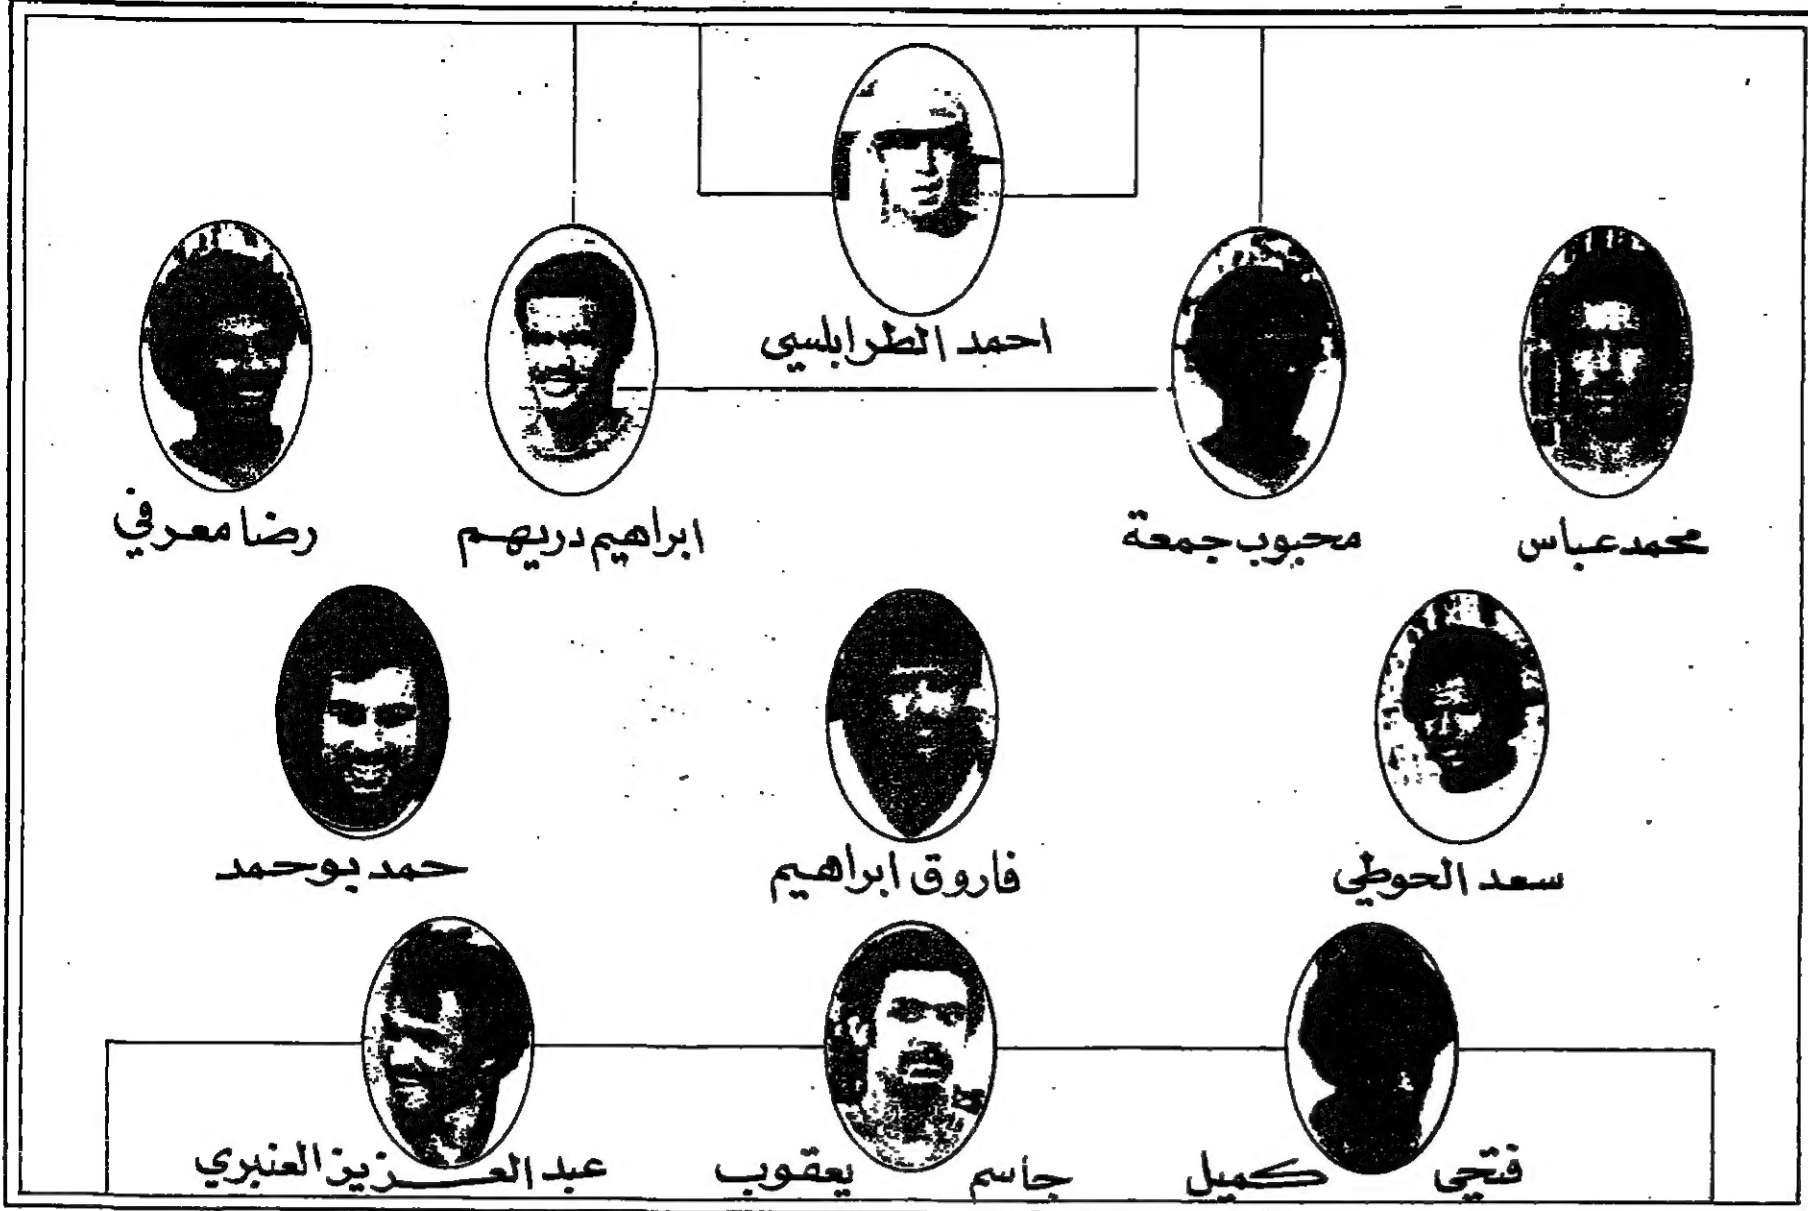 احمد الطرابلسي
محمد عباس
محبوب جمعة
ابراهيم دريهم
رضا معرفي
سعد الحوطي
فاروق ابراهيم
حمد بوحمد
فتحي كميل
جاسم يعقوب
عبد العزيز العنبري